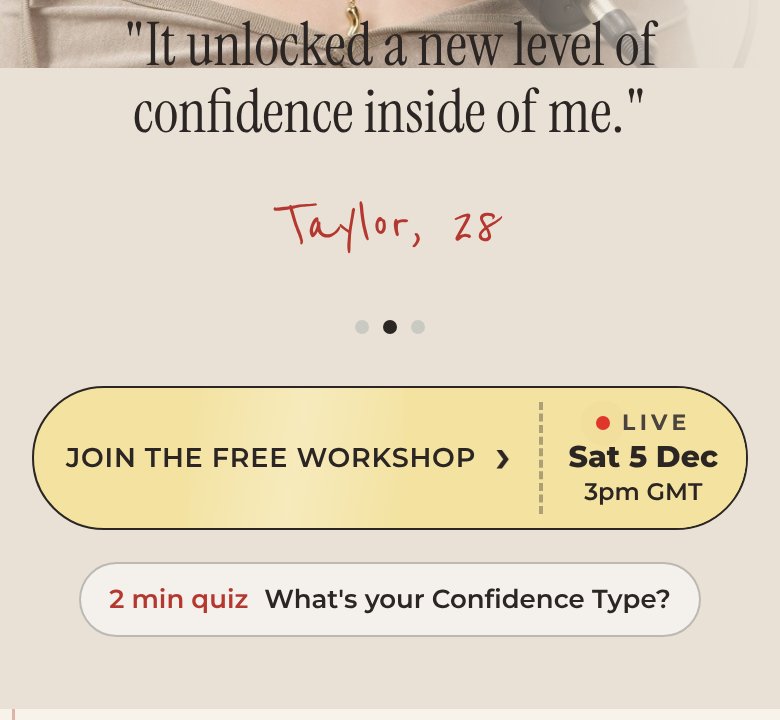 "It unlocked a new level of
confidence inside of me."
Taylor, 28
JOIN THE FREE WORKSHOP ›
LIVE
Sat 5 Dec
3pm GMT
2 min quiz What's your Confidence Type?